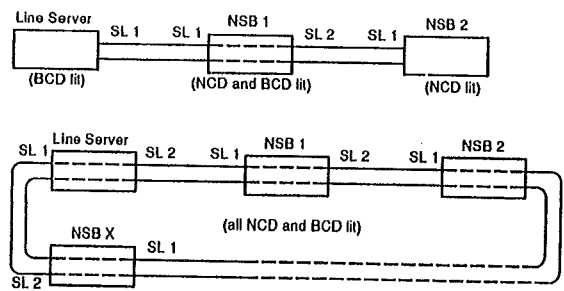 Line Server SL 1 SL 1 NSB 1 SL 2 SL 1 NSB 2
(BCD lit) (NCD and BCD lit) (NCD lit)
SL 1 Line Server SL 2 SL 1 NSB 1 SL 2 SL 1 NSB 2
(all NCD and BCD lit)
NSB X SL 1
SL 2